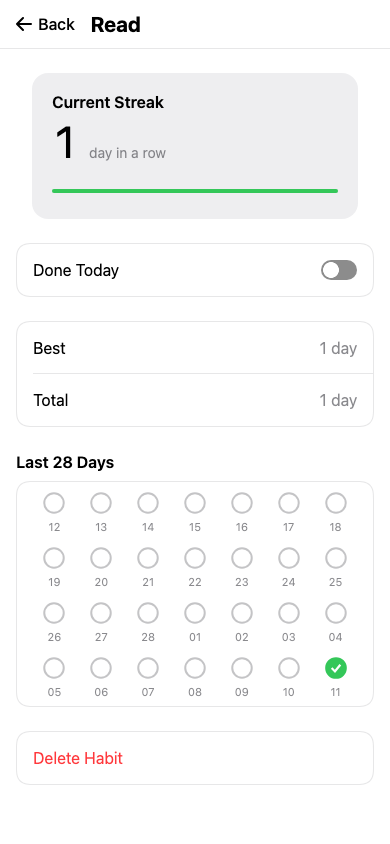 Back Read
Current Streak
1 day in a row
Done Today
Best 1 day
Total 1 day
Last 28 Days
12 13 14 15 16 17 18
19 20 21 22 23 24 25
26 27 28 01 02 03 04
05 06 07 08 09 10 11
Delete Habit